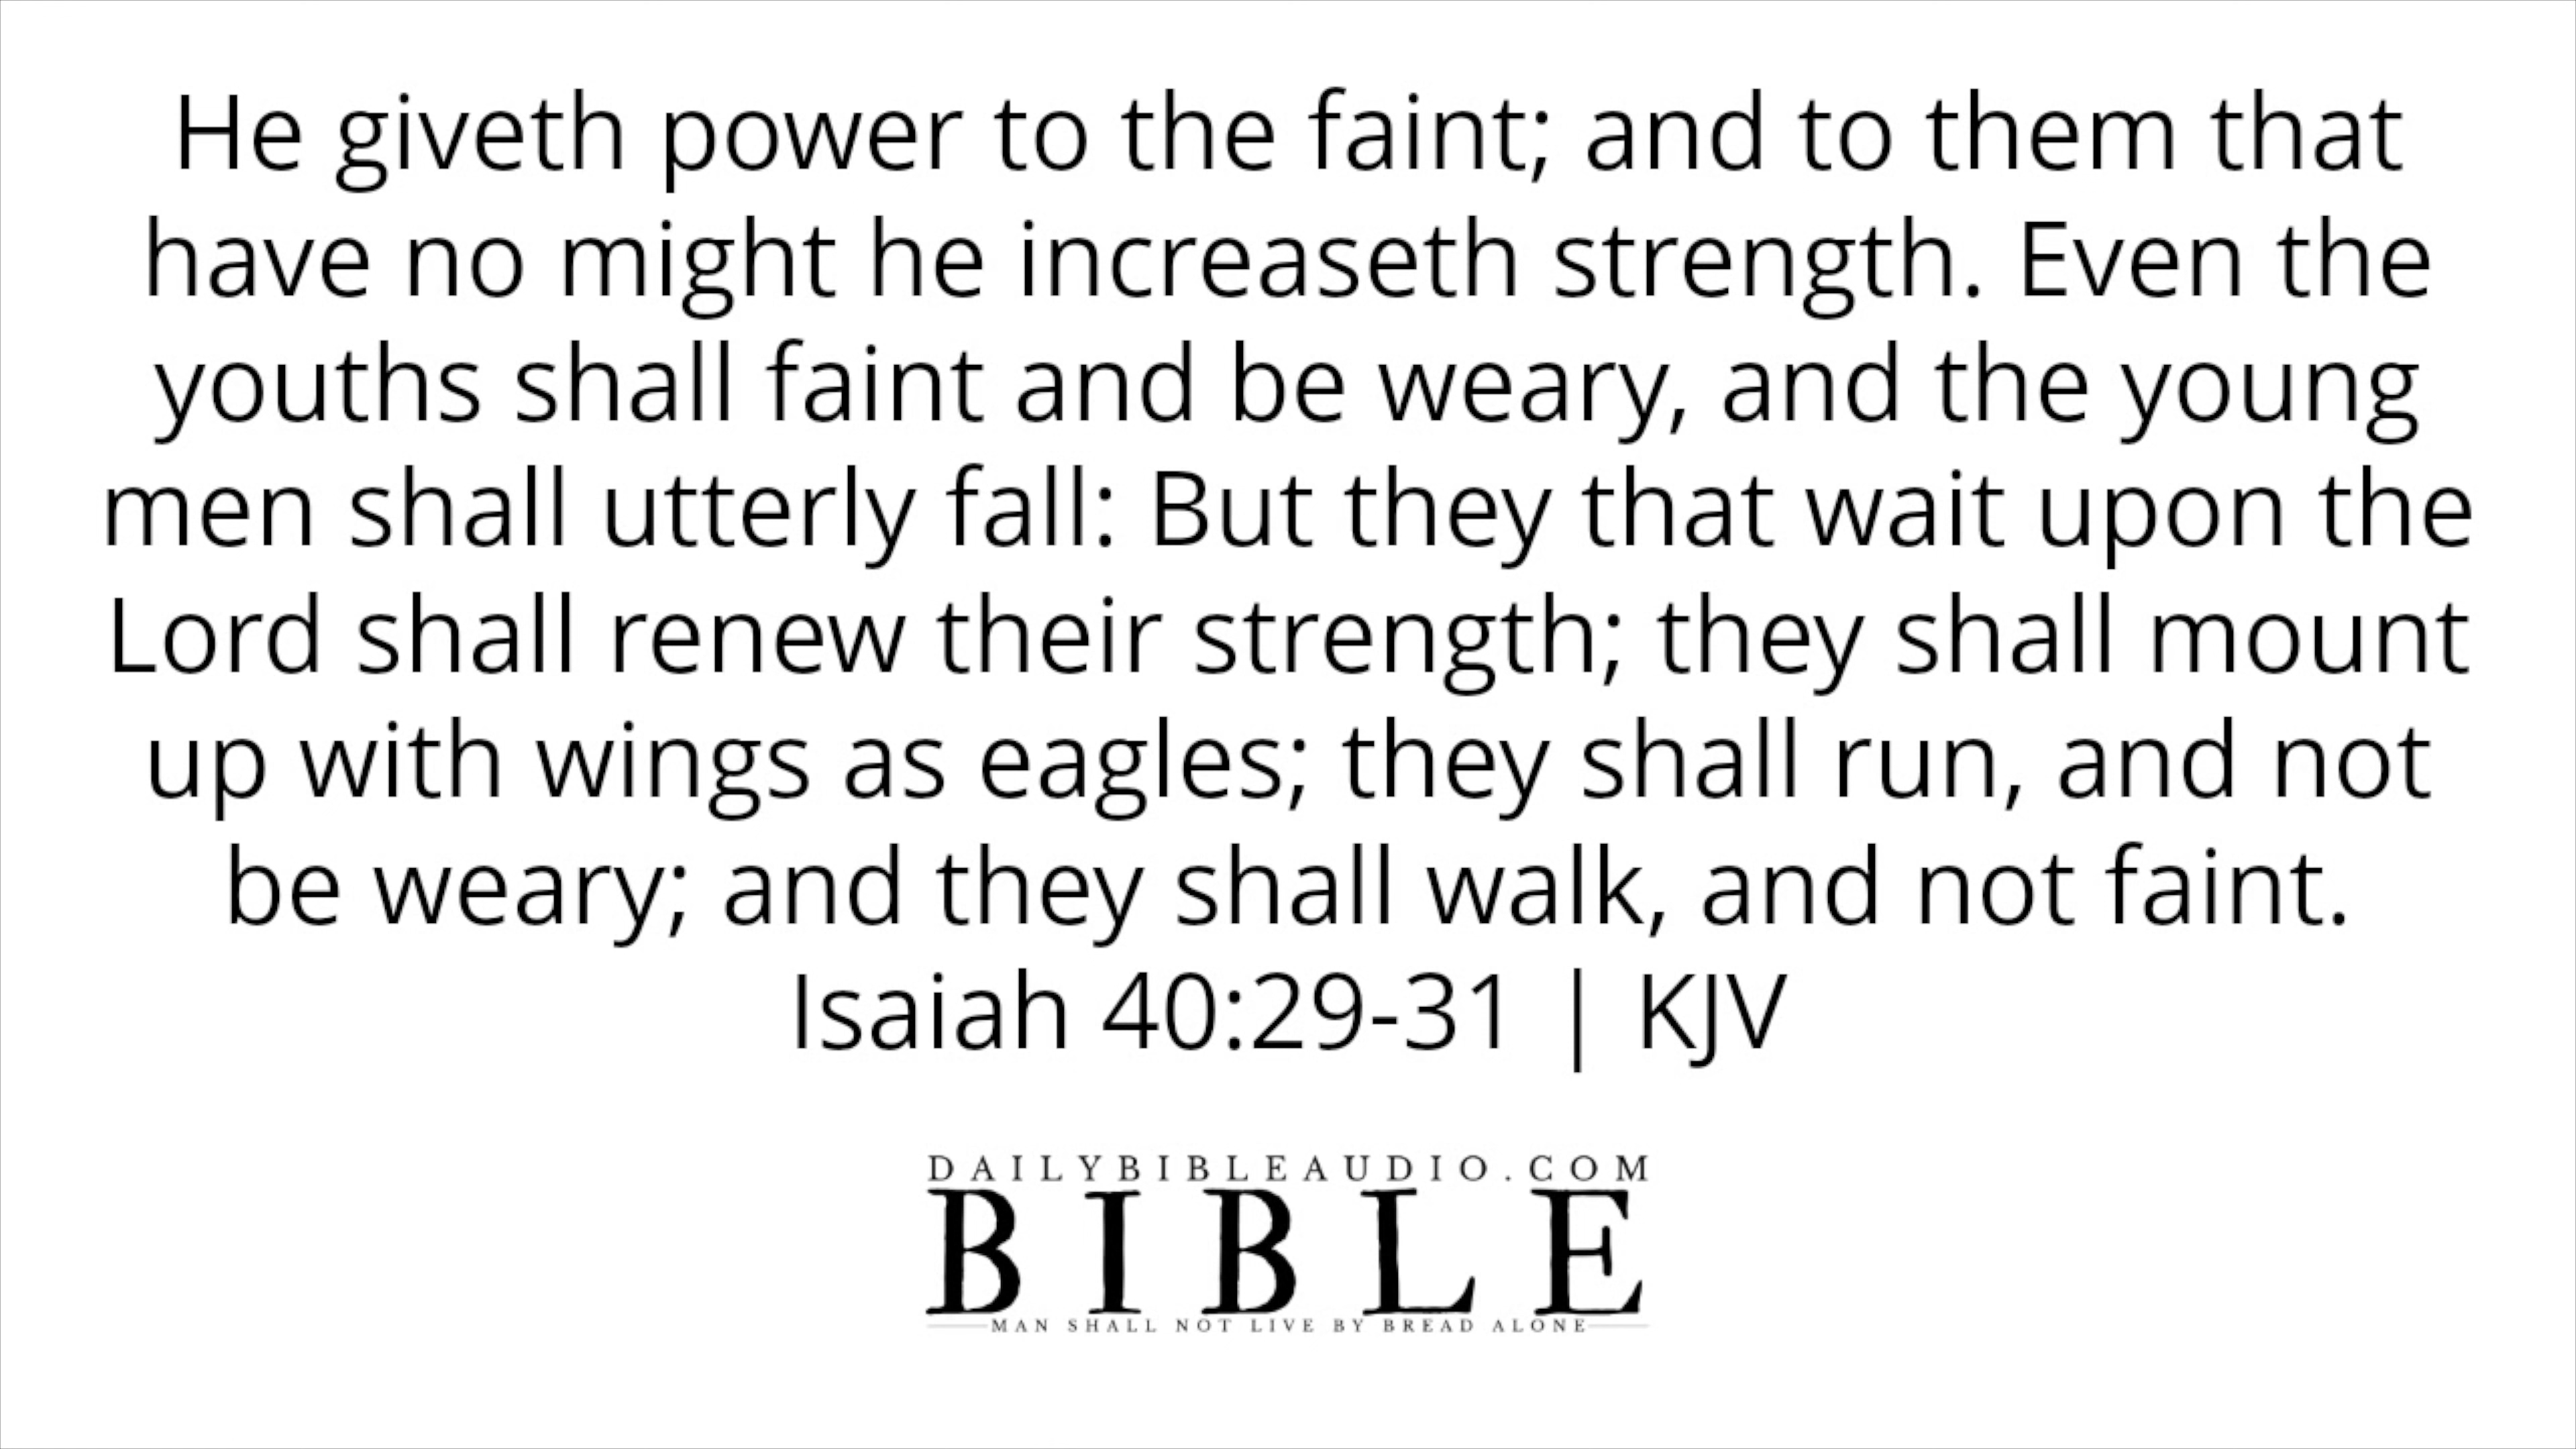 He giveth power to the faint; and to them that
have no might he increaseth strength. Even the
youths shall faint and be weary, and the young
men shall utterly fall: But they that wait upon the
Lord shall renew their strength; they shall mount
up with wings as eagles; they shall run, and not
be weary; and they shall walk, and not faint.
Isaiah 40:29-31 | KJV
DAILYBIBLEAUDIO.COM
BIBLE
MAN SHALL NOT LIVE BY BREAD ALONE